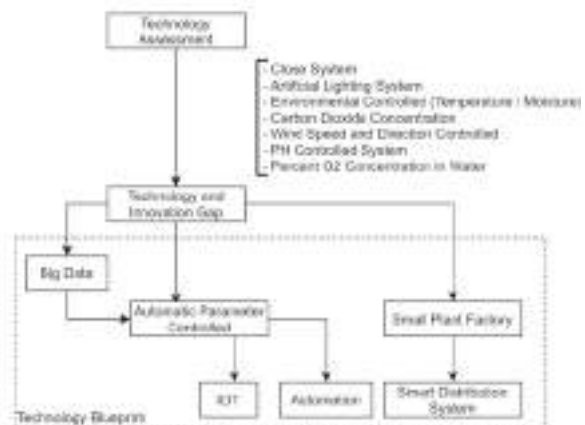 Technology
Assessment
- Close System
- Artificial Lighting System
- Environmental Controlled (Temperature / Moisture)
- Carbon Dioxide Concentration
- Wind Speed and Direction Controlled
- PH Controlled System
- Percent O2 Concentration in Water
Technology and
Innovation Gap
Big Data
Automatic Parameter
Controlled
Small Plant Factory
IOT
Automation
Smart Distribution
System
Technology Blueprint